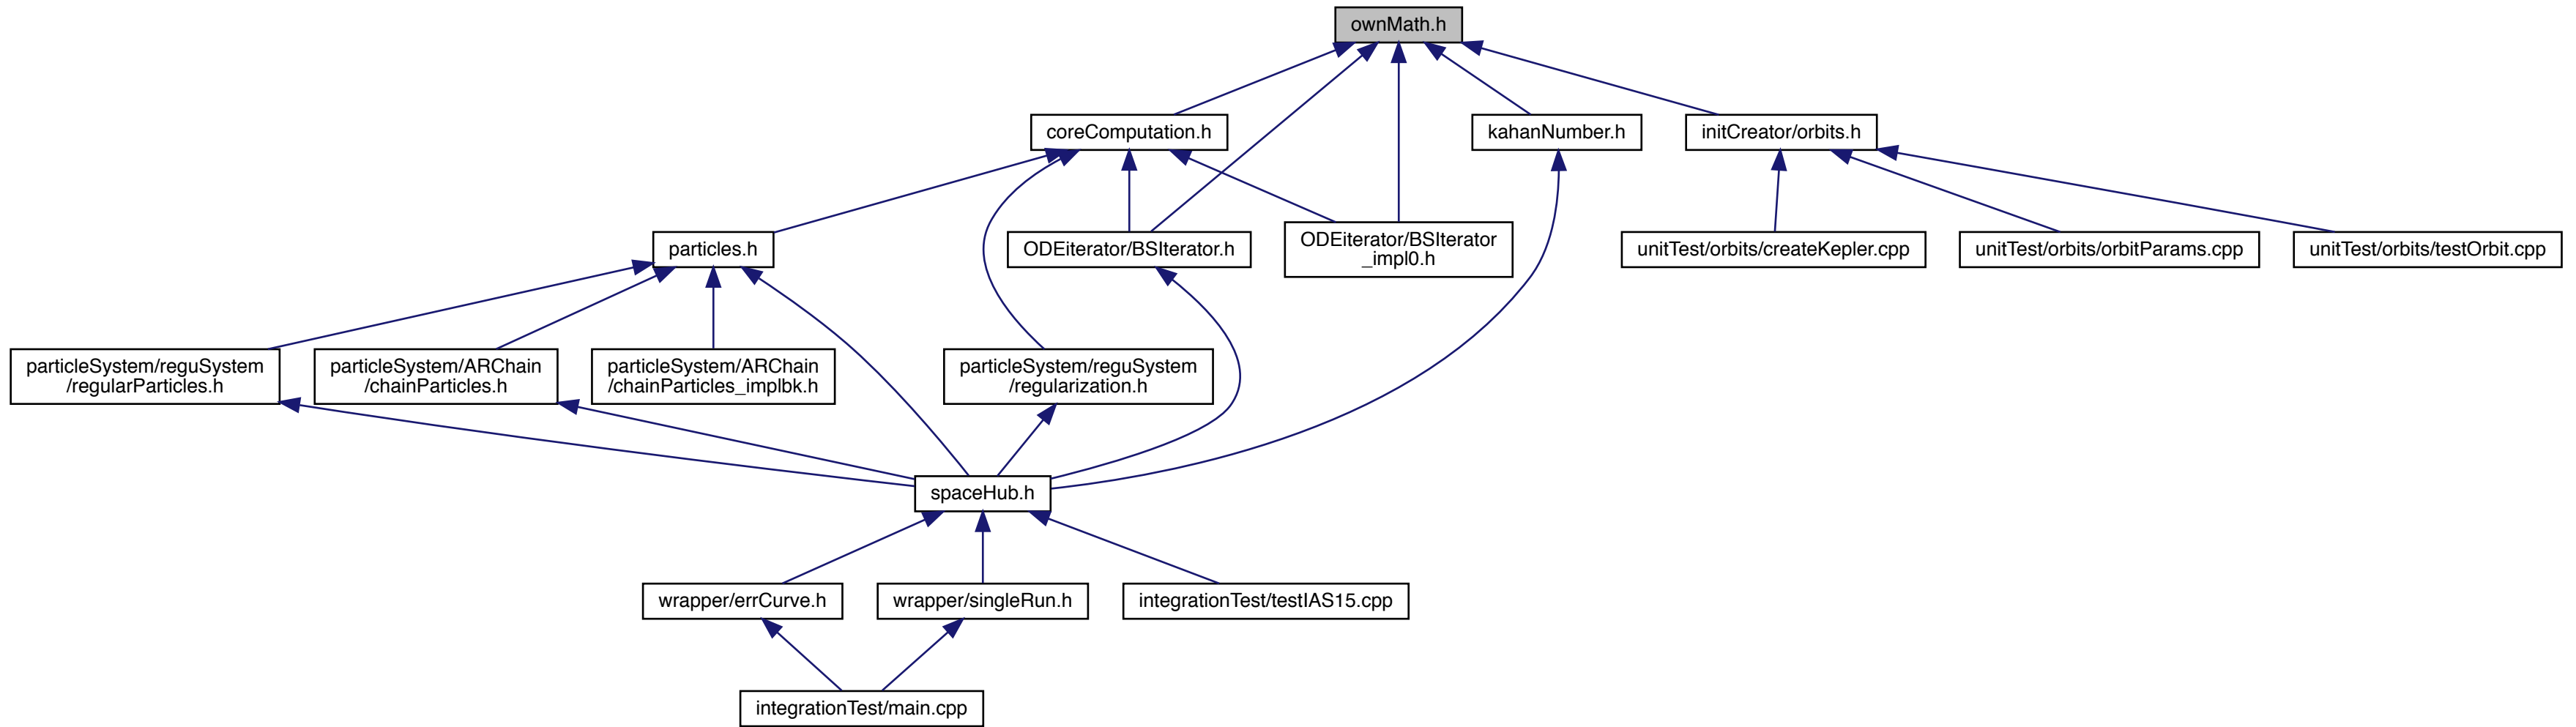 ownMath.h
coreComputation.h
kahanNumber.h
initCreator/orbits.h
particles.h
ODEiterator/BSIterator.h
ODEiterator/BSIterator
_impl0.h
unitTest/orbits/createKepler.cpp
unitTest/orbits/orbitParams.cpp
unitTest/orbits/testOrbit.cpp
particleSystem/reguSystem
/regularParticles.h
particleSystem/ARChain
/chainParticles.h
particleSystem/ARChain
/chainParticles_implbk.h
particleSystem/reguSystem
/regularization.h
spaceHub.h
wrapper/errCurve.h
wrapper/singleRun.h
integrationTest/testIAS15.cpp
integrationTest/main.cpp